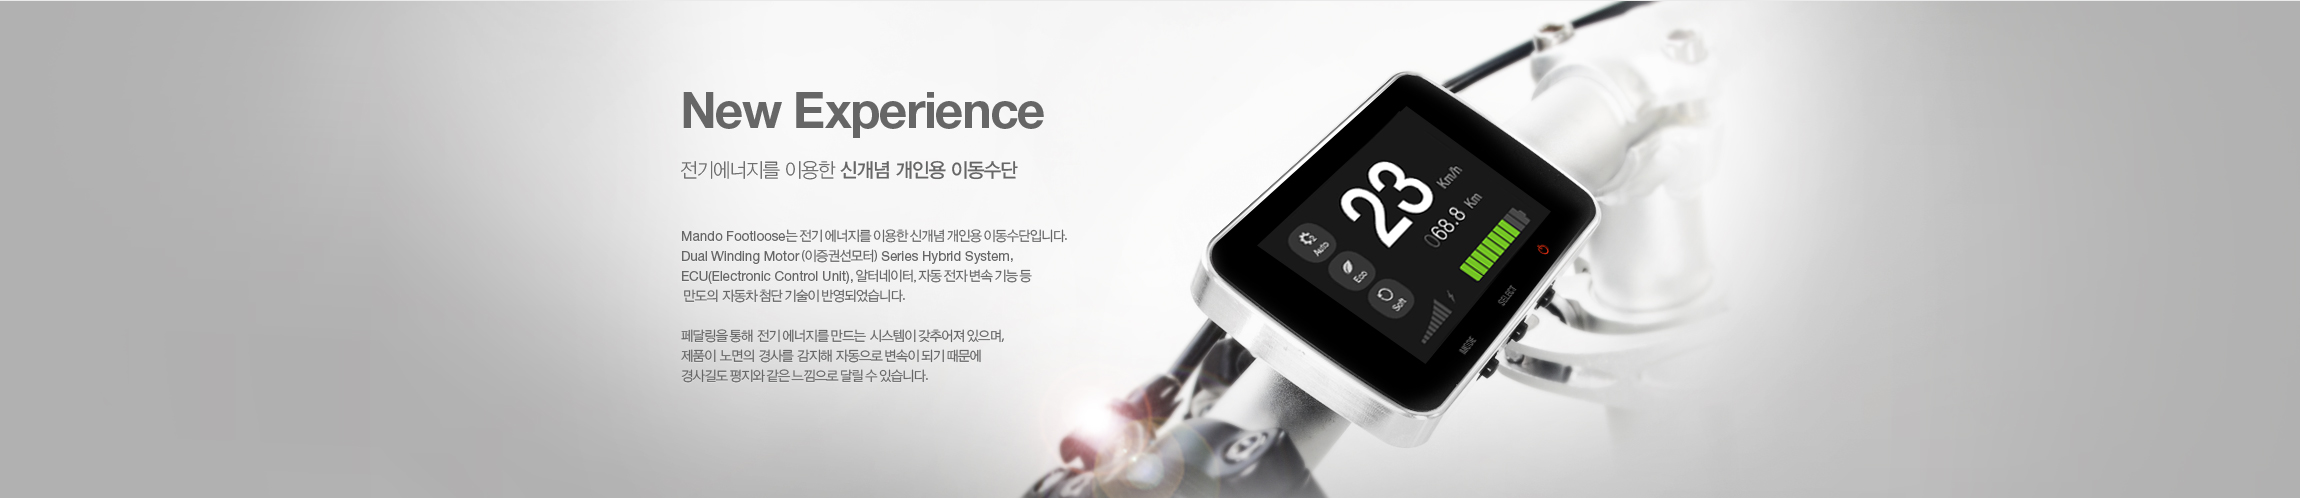 New Experience
전기에너지를 이용한 신개념 개인용 이동수단
Mando Footloose는 전기 에너지를 이용한 신개념 개인용 이동수단입니다.
Dual Winding Motor (이중권선모터) Series Hybrid System,
ECU(Electronic Control Unit), 알터네이터, 자동 전자 변속 기능 등
만도의 자동차 첨단 기술이 반영되었습니다.
페달링을 통해 전기 에너지를 만드는 시스템이 갖추어져 있으며,
제품이 노면의 경사를 감지해 자동으로 변속이 되기 때문에
경사길도 평지와 같은 느낌으로 달릴 수 있습니다.
23 Km/h
068.8 Km
2 Auto
Eco
Soft
SELECT
MODE